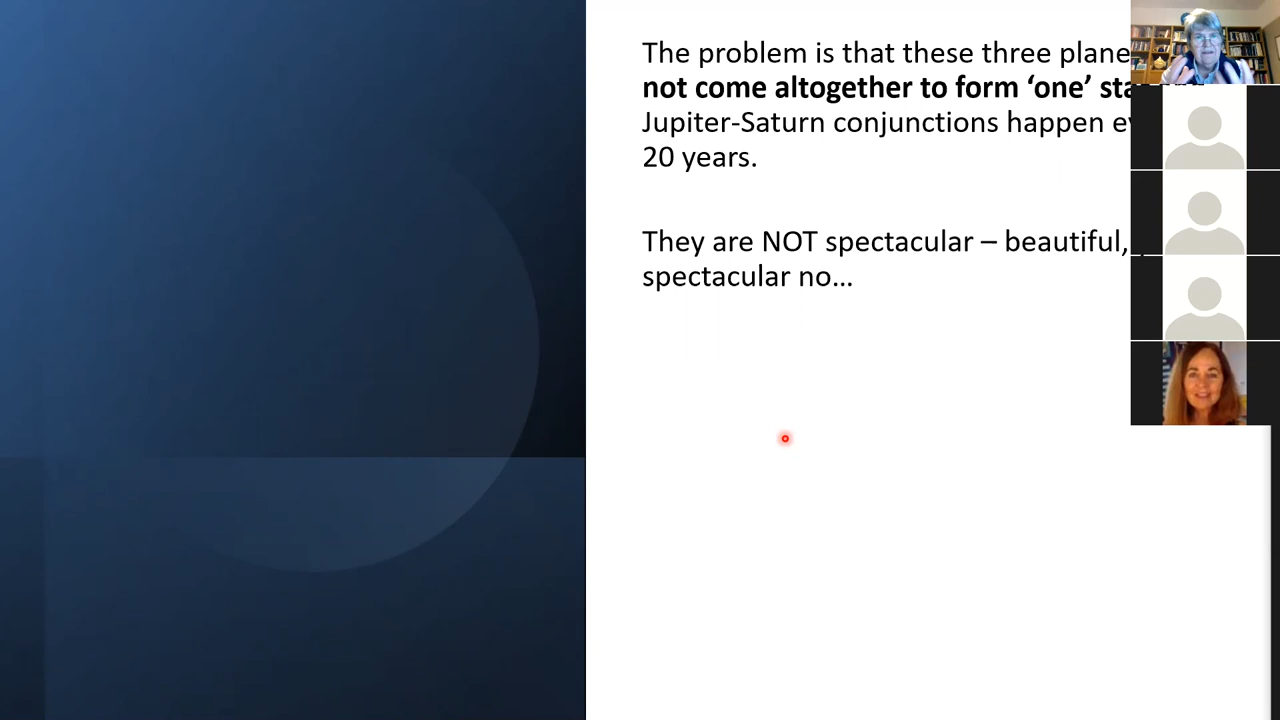 The problem is that these three plane
not come altogether to form ‘one’ sta
Jupiter-Saturn conjunctions happen ev
20 years.
They are NOT spectacular – beautiful,
spectacular no…